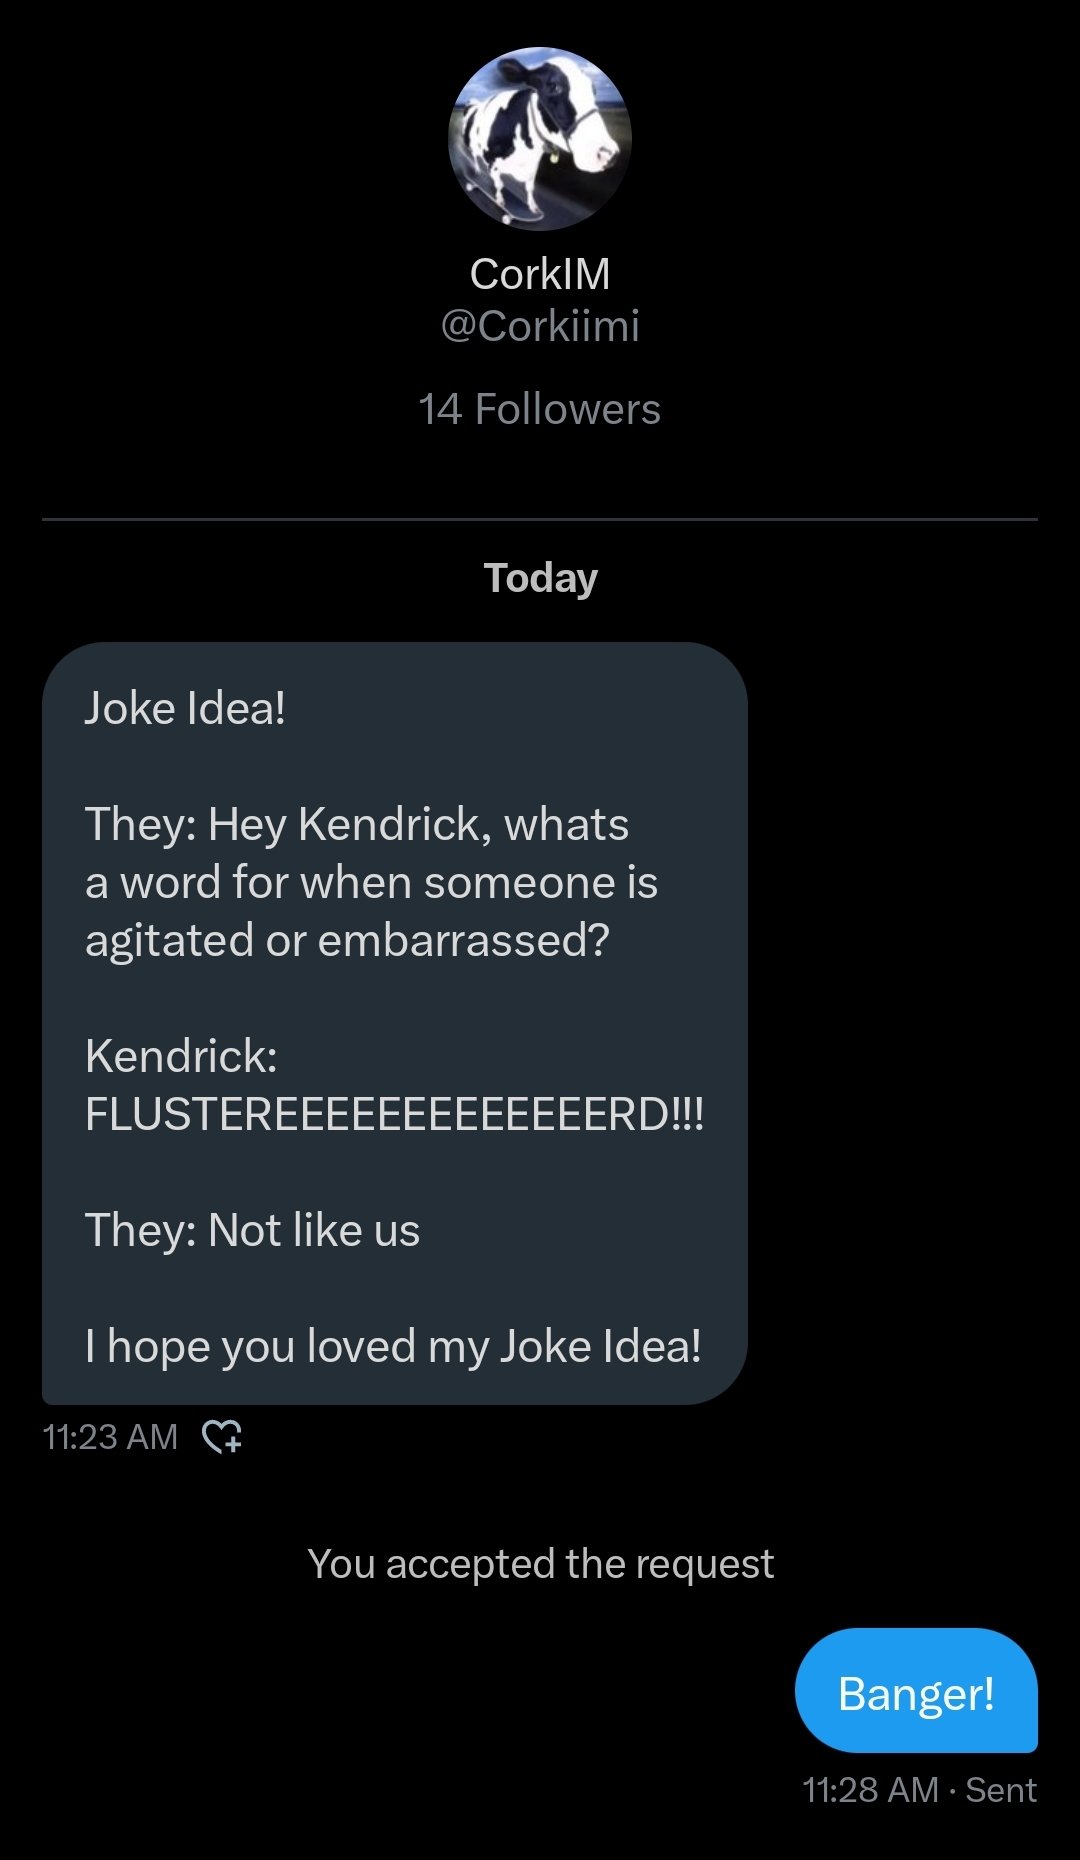 CorkIM
@Corkiimi
14 Followers
Today
Joke Idea!
They: Hey Kendrick, whats
a word for when someone is
agitated or embarrassed?
Kendrick:
FLUSTEREEEEEEEEEEEEEERD!!!
They: Not like us
I hope you loved my Joke Idea!
11:23 AM
You accepted the request
Banger!
11:28 AM · Sent